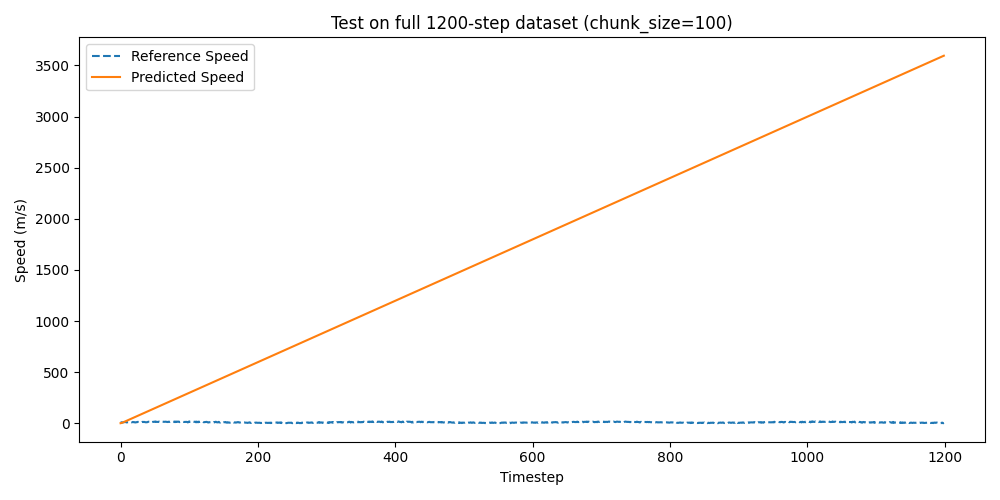 Test on full 1200-step dataset (chunk_size=100)
Reference Speed
Predicted Speed
3500
3000
2500
2000
1500
1000
500
0
Speed (m/s)
0 200 400 600 800 1000 1200
Timestep